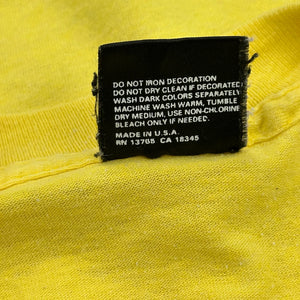 DO NOT IRON DECORATION
DO NOT DRY CLEAN IF DECORATED
WASH DARK COLORS SEPARATELY
MACHINE WASH WARM, TUMBLE
DRY MEDIUM, USE NON-CHLORINE
BLEACH ONLY IF NEEDED.
MADE IN U.S.A.
RN 13765 CA 18345